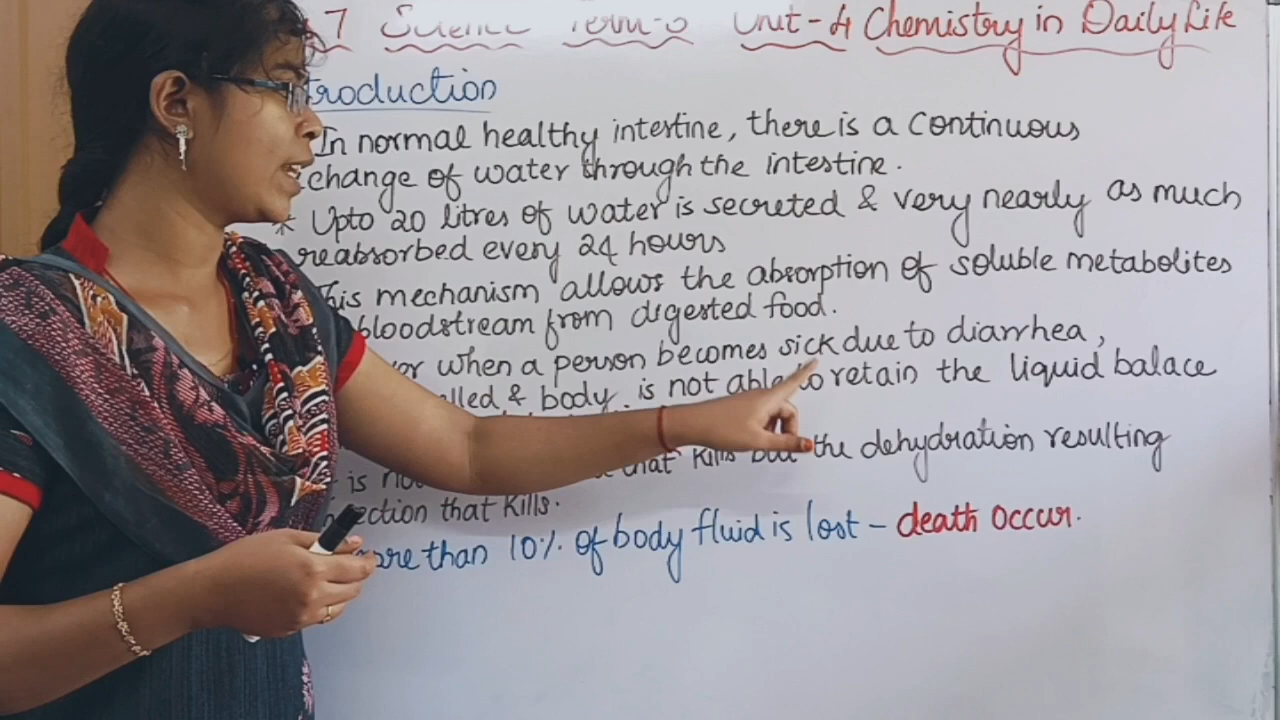 7 Science Term-3 Unit-4 Chemistry in Daily Life
troduction
In normal healthy intestine, there is a continuous
change of water through the intestine.
* Upto 20 litres of water is secreted & very nearly as much
reabsorbed every 24 hours
This mechanism allows the absorption of soluble metabolites
bloodstream from digested food.
when a person becomes sick due to diarrhea,
lled & body is not able to retain the liquid balace
is that kills but the dehydration resulting
ection that kills.
more than 10% of body fluid is lost - death occur.